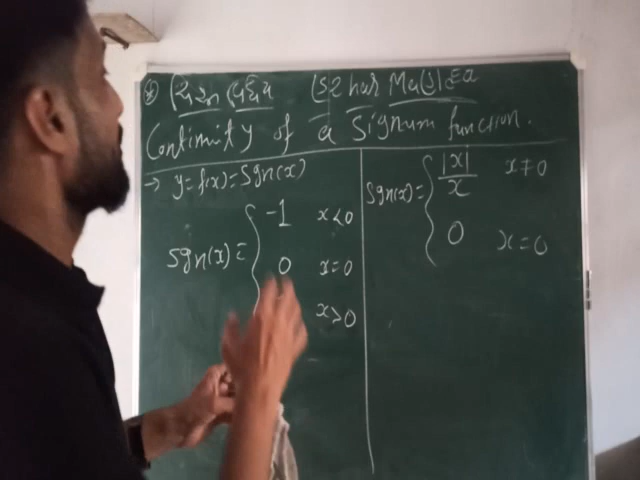 Continuity of a Signum function.
→ y=f(x)=Sgn(x)
Sgn(x)= { -1 x<0
0 x=0
x>0
Sgn(x)= { |x|/x x≠0
0 x=0